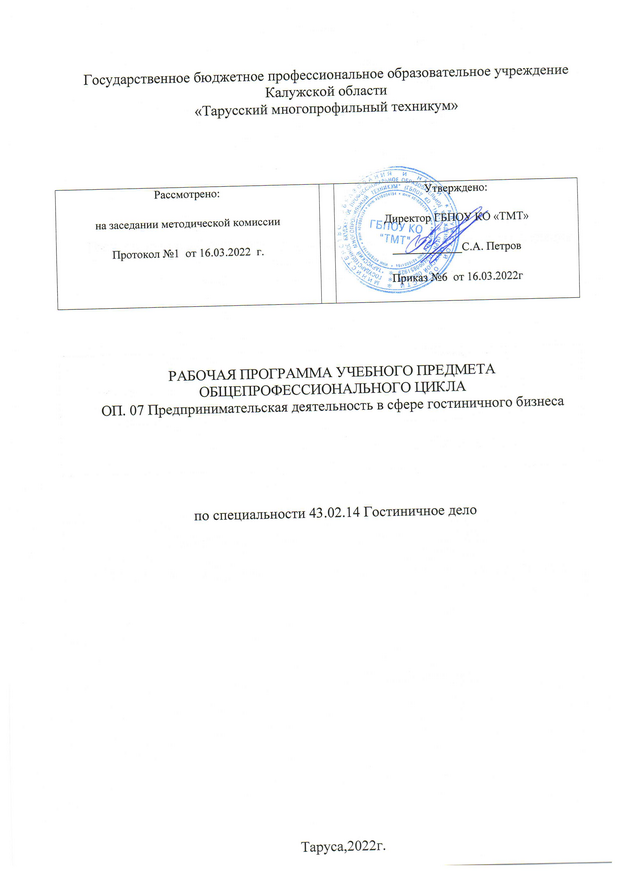 Государственное бюджетное профессиональное образовательное учреждение
Калужской области
«Тарусский многопрофильный техникум»
Рассмотрено:
на заседании методической комиссии
Протокол №1 от 16.03.2022 г.
Утверждено:
Директор ГБПОУ КО «ТМТ»
С.А. Петров
Приказ №6 от 16.03.2022г
ГБПОУ КО
"ТМТ"
РАБОЧАЯ ПРОГРАММА УЧЕБНОГО ПРЕДМЕТА
ОБЩЕПРОФЕССИОНАЛЬНОГО ЦИКЛА
ОП. 07 Предпринимательская деятельность в сфере гостиничного бизнеса
по специальности 43.02.14 Гостиничное дело
Таруса,2022г.